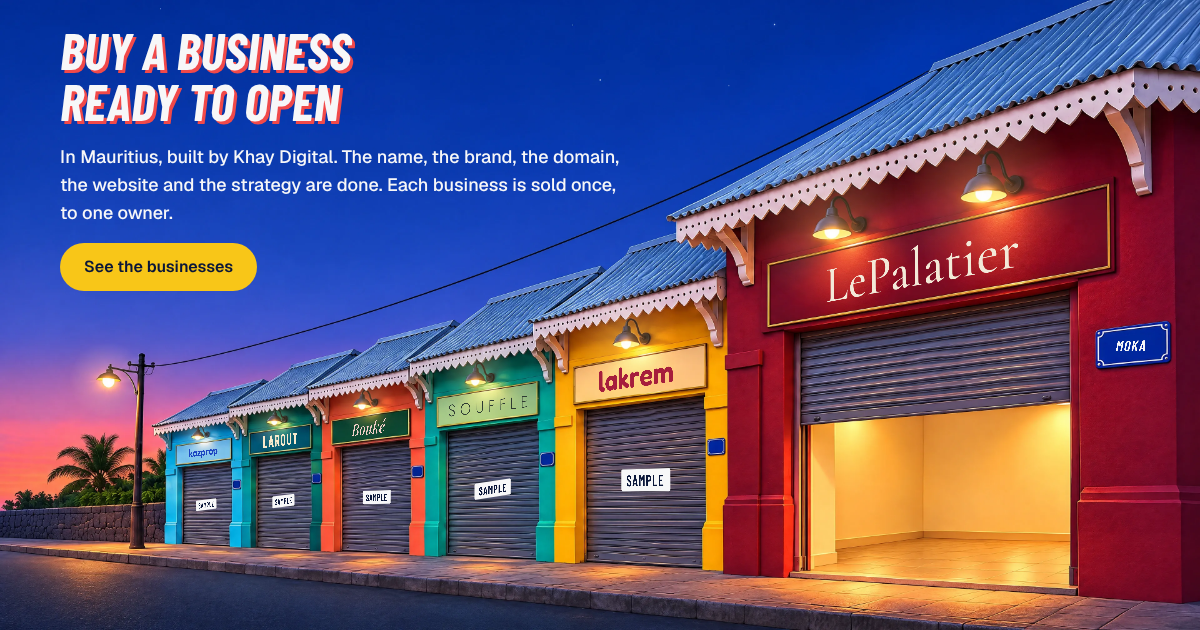 BUY A BUSINESS
READY TO OPEN
In Mauritius, built by Khay Digital. The name, the brand, the domain,
the website and the strategy are done. Each business is sold once,
to one owner.
See the businesses
LePalatier
MOKA
lakrem
SOUFFLE
Bouké
LAROUT
kazprop
SAMPLE
SAMPLE
SAMPLE
SAMPLE
SAMPLE